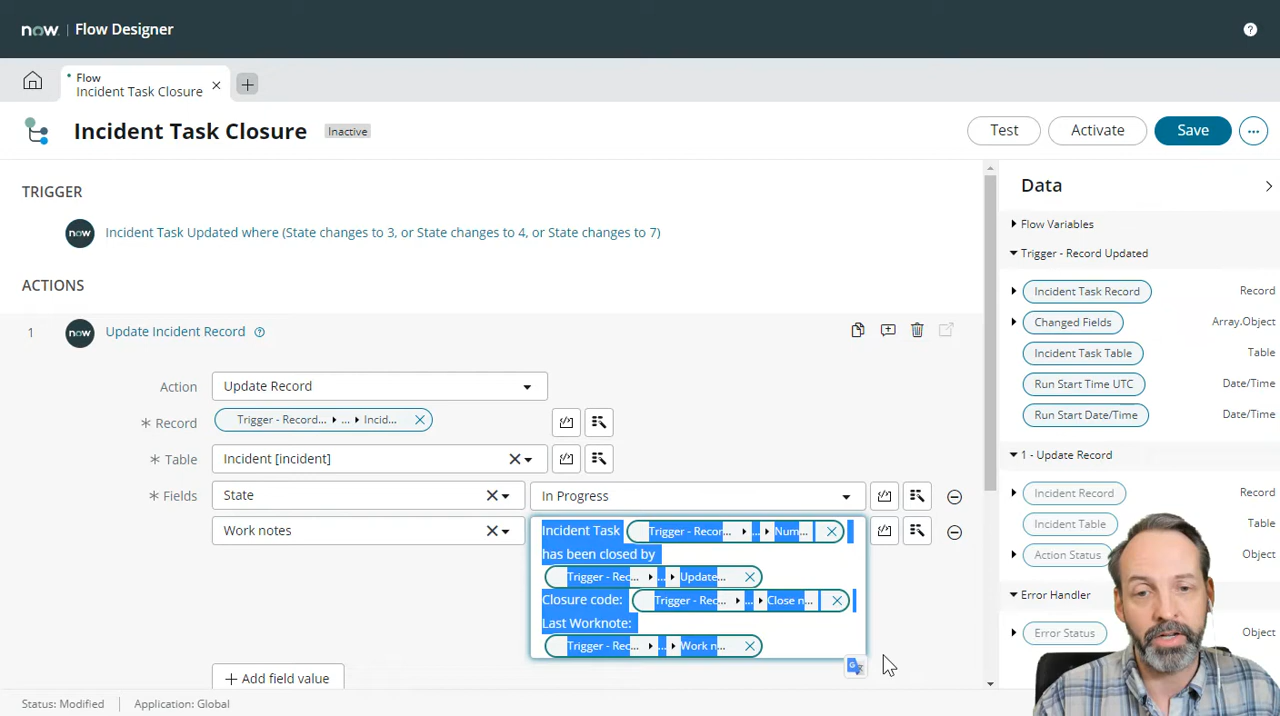 now. | Flow Designer
Flow
Incident Task Closure
Incident Task Closure Inactive
Test Activate Save
TRIGGER
now Incident Task Updated where (State changes to 3, or State changes to 4, or State changes to 7)
ACTIONS
1 now Update Incident Record
Action Update Record
* Record Trigger - Record... ... Incid...
* Table Incident [incident]
* Fields State In Progress
Work notes Incident Task Trigger - Recor... ... Num...
has been closed by
Trigger - Rec... ... Update...
Closure code: Trigger - Rec... ... Close n...
Last Worknote:
Trigger - Rec... ... Work n...
+ Add field value
Status: Modified Application: Global
Data
Flow Variables
Trigger - Record Updated
Incident Task Record Record
Changed Fields Array.Object
Incident Task Table Table
Run Start Time UTC Date/Time
Run Start Date/Time Date/Time
1 - Update Record
Incident Record Record
Incident Table Table
Action Status Object
Error Handler
Error Status Object